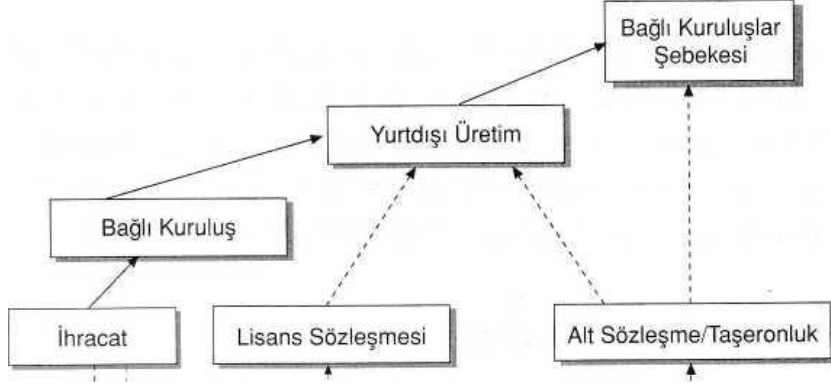 Bağlı Kuruluşlar
Şebekesi
Yurtdışı Üretim
Bağlı Kuruluş
İhracat
Lisans Sözleşmesi
Alt Sözleşme/Taşeronluk